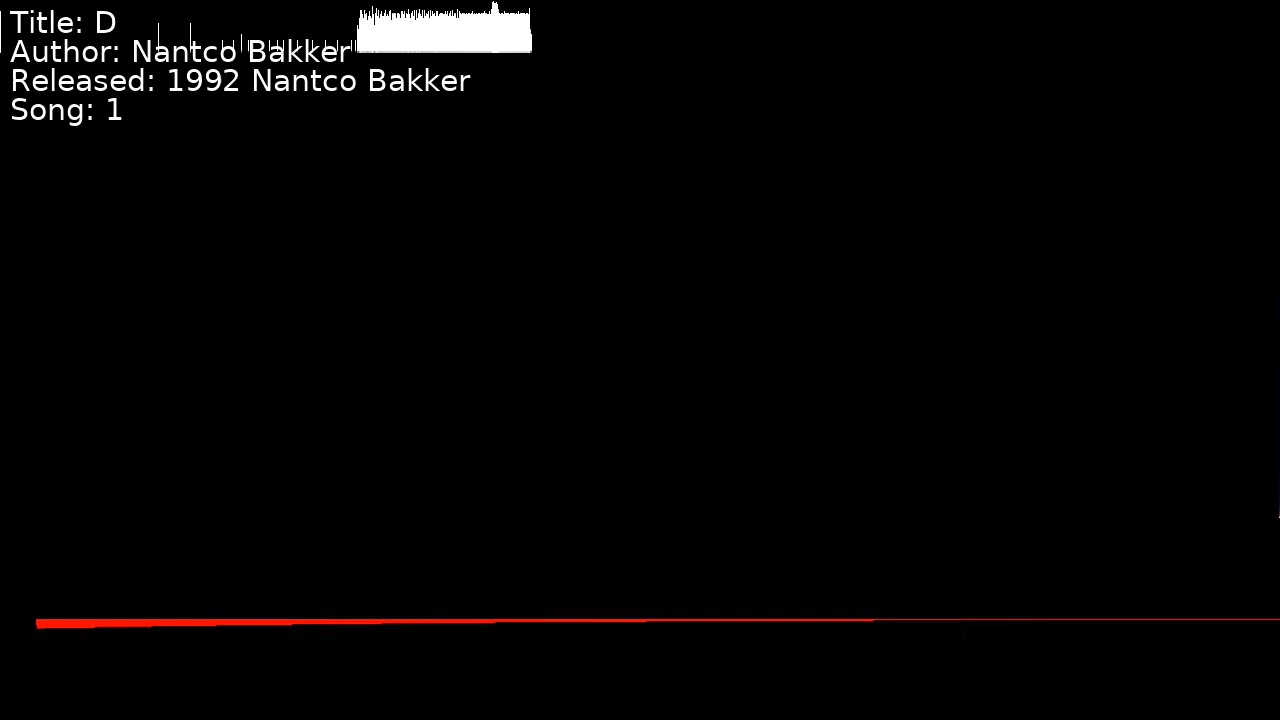 Title: D
Author: Nantco Bakker
Released: 1992 Nantco Bakker
Song: 1